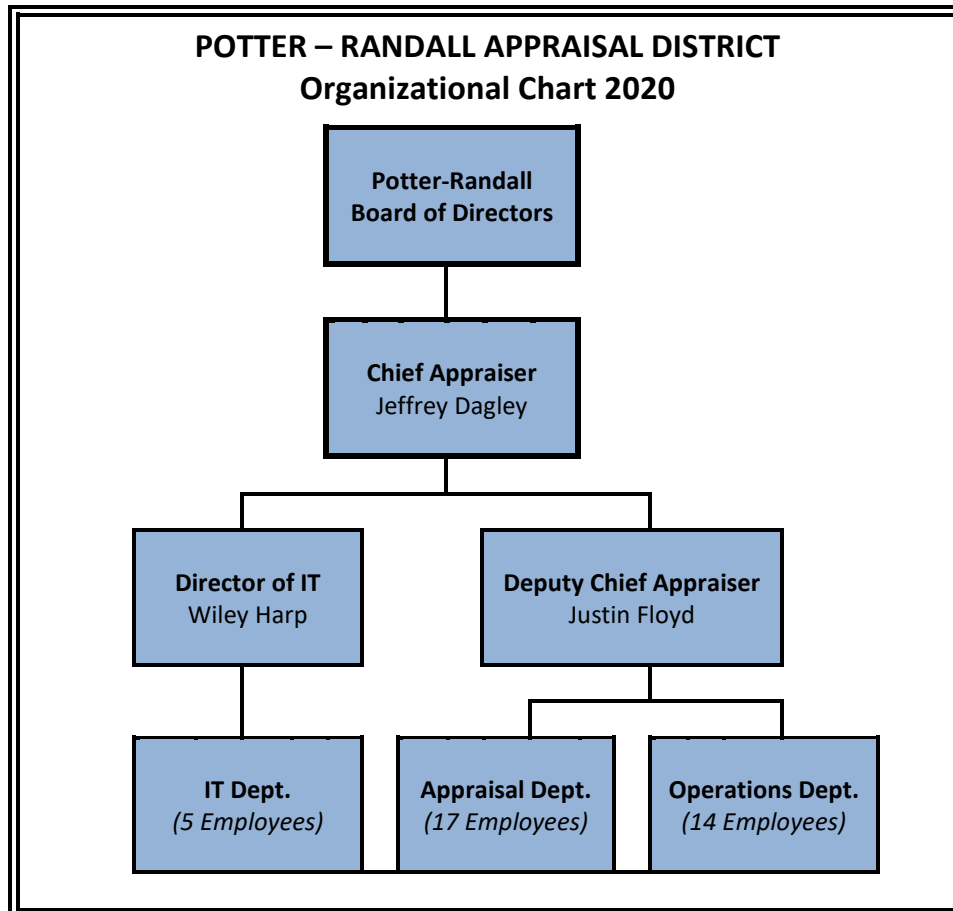 POTTER – RANDALL APPRAISAL DISTRICT
Organizational Chart 2020
Potter-Randall
Board of Directors
Chief Appraiser
Jeffrey Dagley
Director of IT
Wiley Harp
Deputy Chief Appraiser
Justin Floyd
IT Dept.
(5 Employees)
Appraisal Dept.
(17 Employees)
Operations Dept.
(14 Employees)